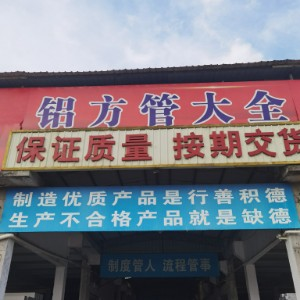 铝方管大全
保证质量 按期交货
制造优质产品是行善积德
生产不合格产品就是缺德
制度管人 流程管事